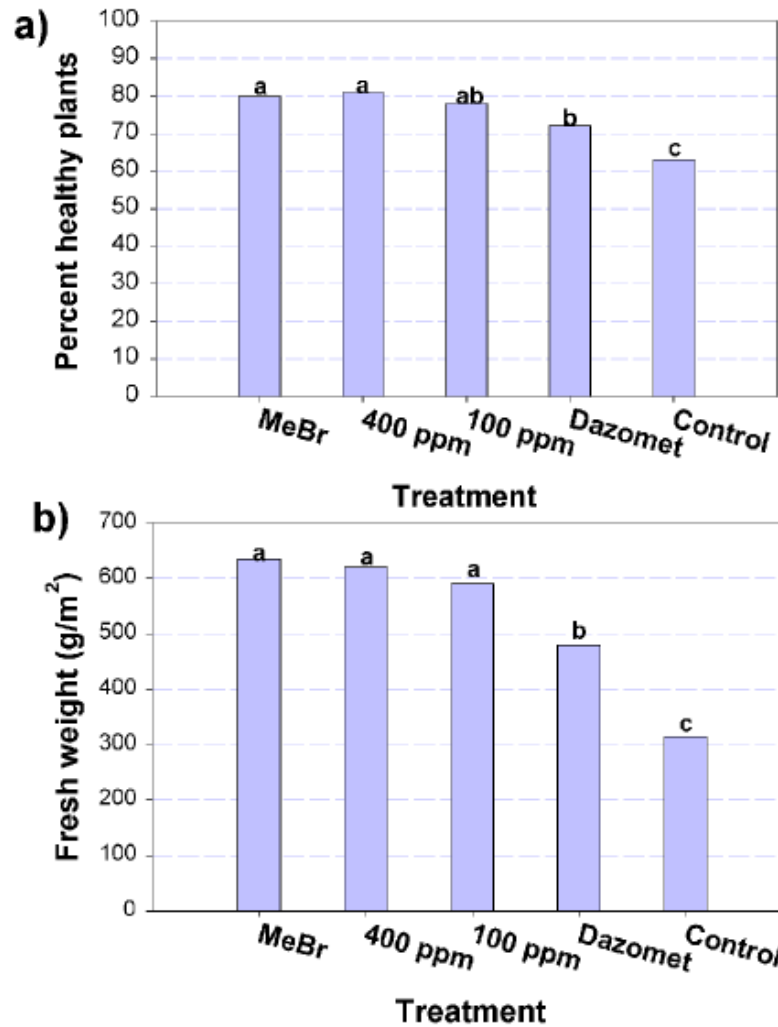 a)
Percent healthy plants
100
90
80
70
60
50
40
30
20
10
0
a
a
ab
b
c
MeBr
400 ppm
100 ppm
Dazomet
Control
Treatment
b)
Fresh weight (g/m²)
700
600
500
400
300
200
100
0
a
a
a
b
c
MeBr
400 ppm
100 ppm
Dazomet
Control
Treatment